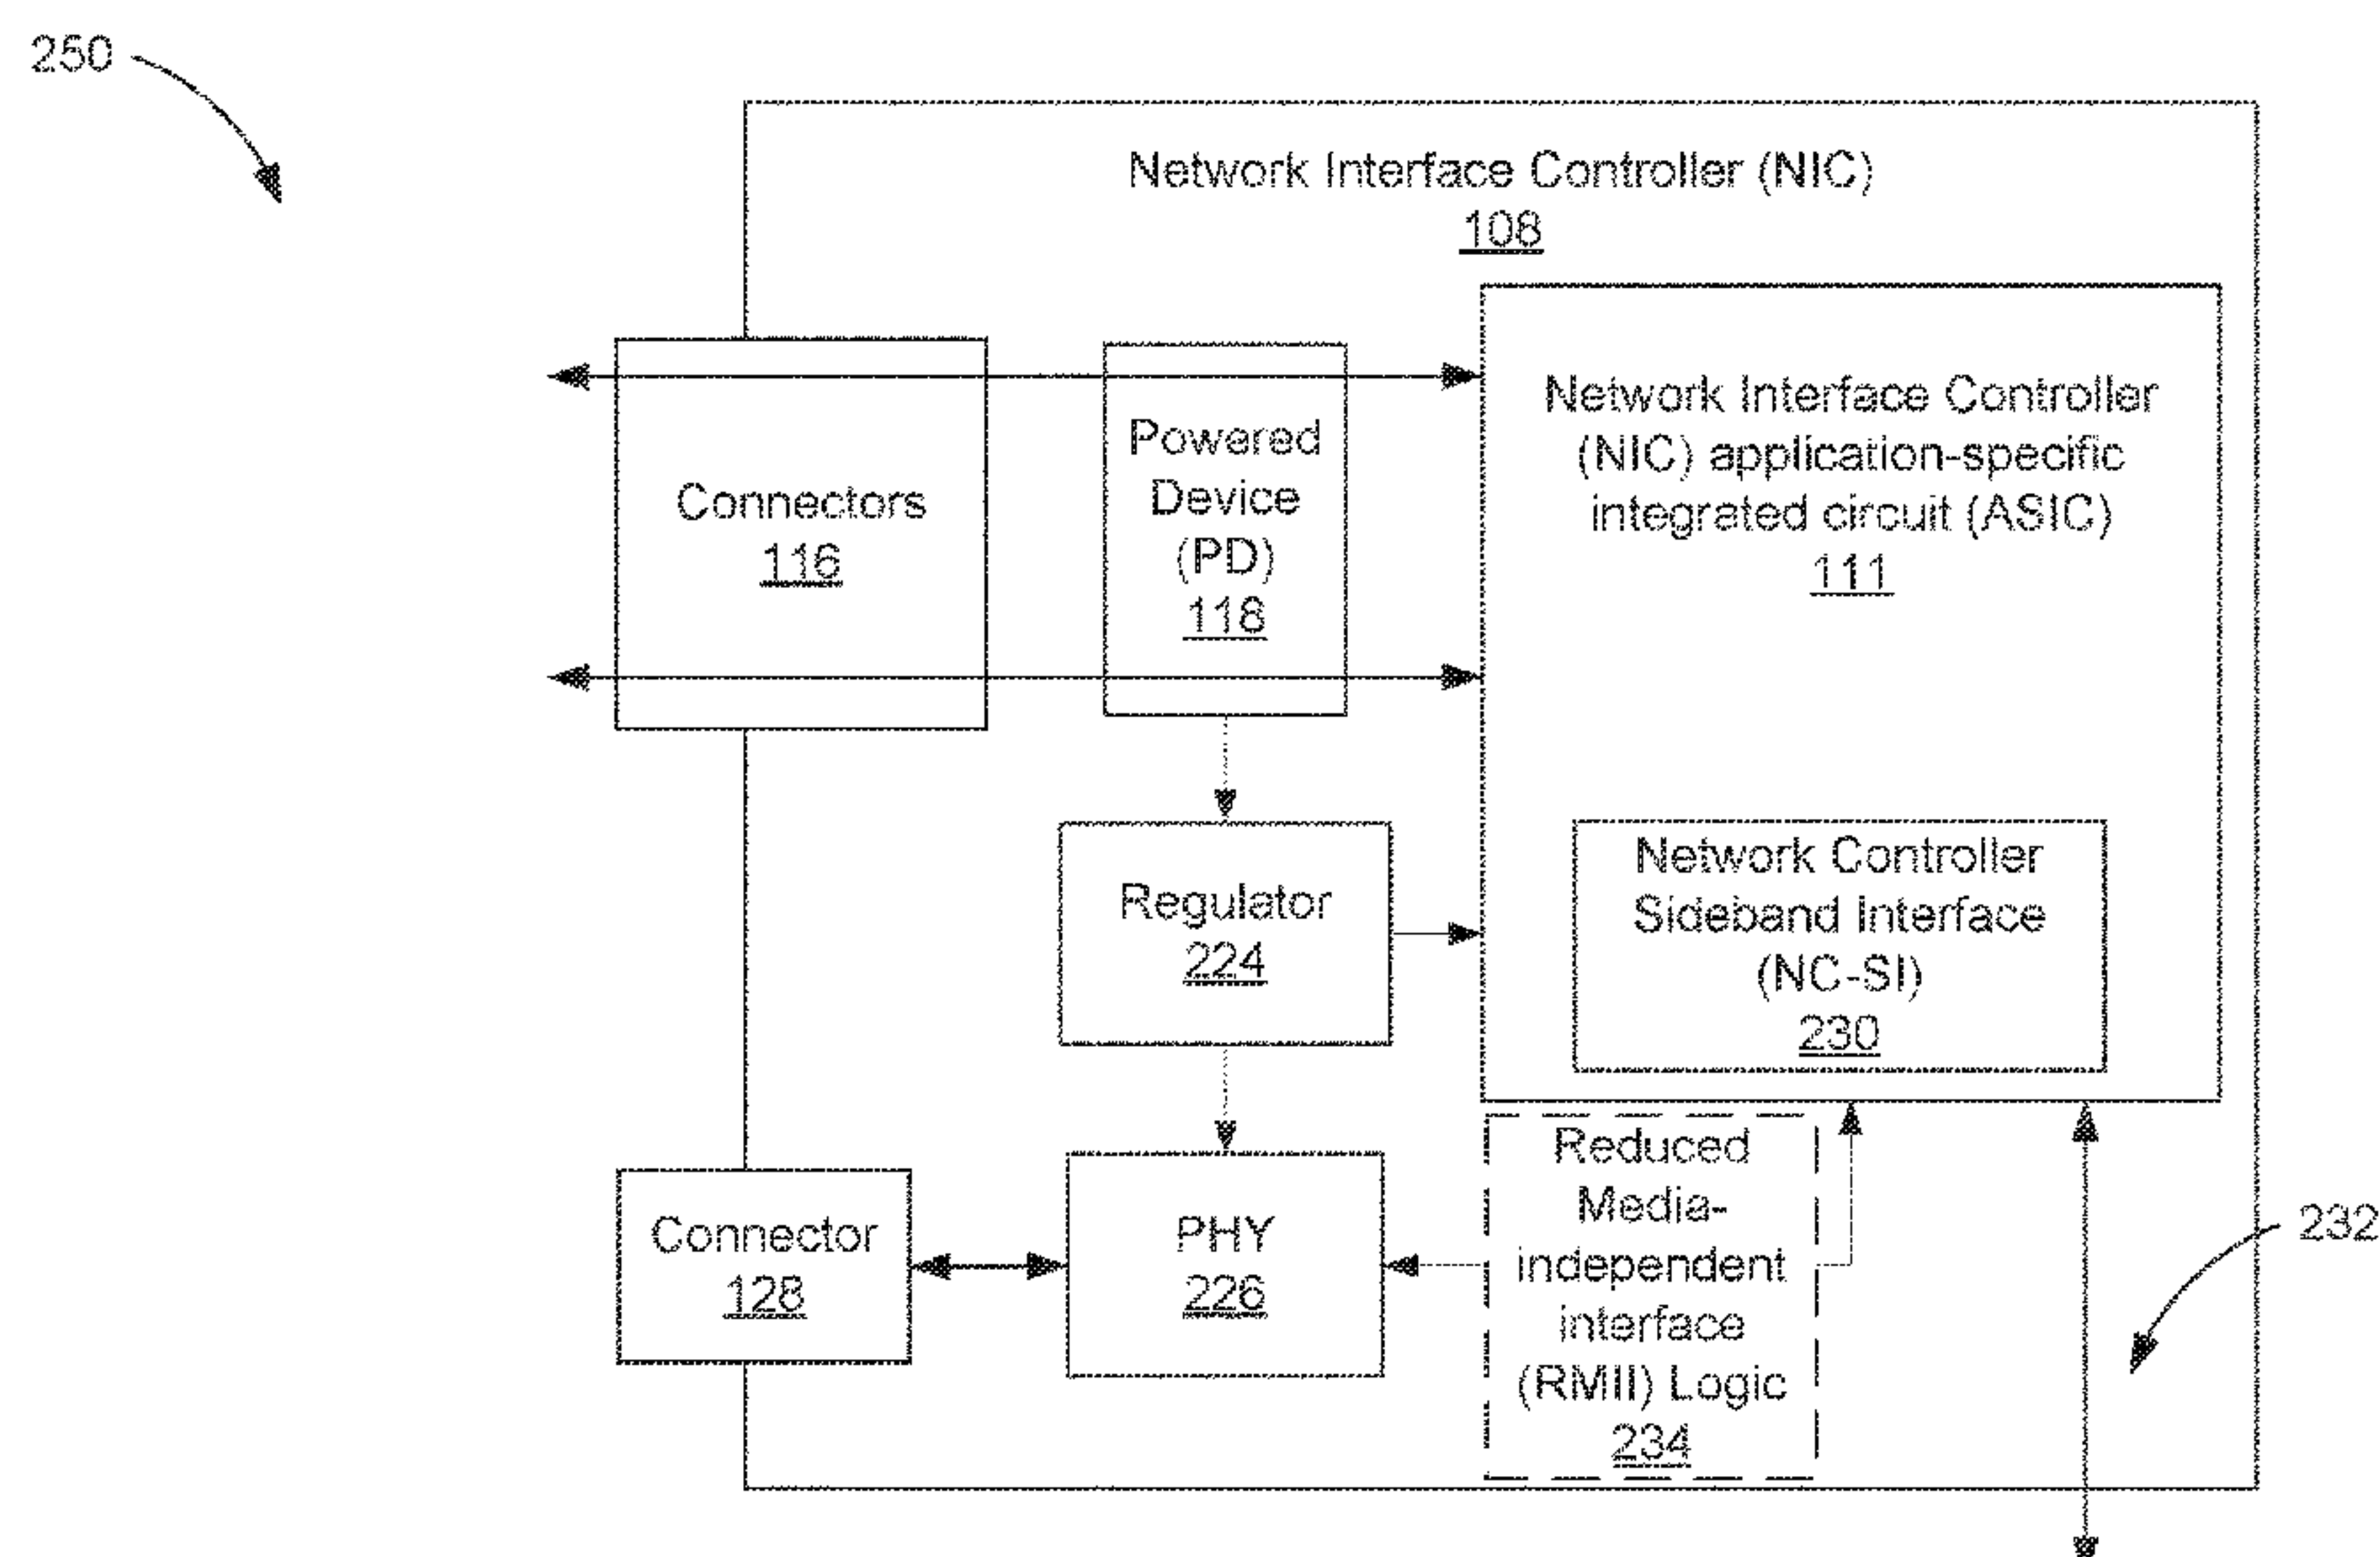 250
Network Interface Controller (NIC)
108
Connectors
116
Powered
Device
(PD)
118
Network Interface Controller
(NIC) application-specific
integrated circuit (ASIC)
111
Regulator
224
Network Controller
Sideband Interface
(NC-SI)
230
Connector
128
PHY
226
Reduced
Media-
independent
interface
(RMII) Logic
234
232